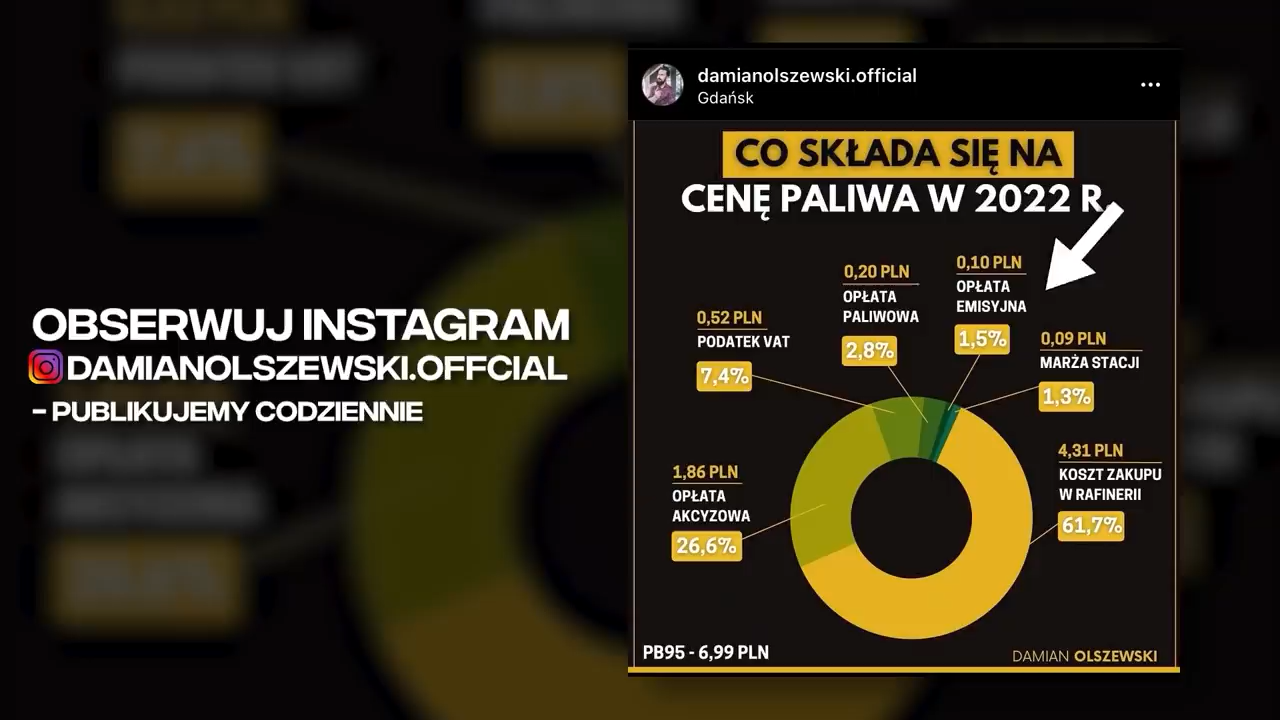 OBSERWUJ INSTAGRAM
DAMIANOLSZEWSKI.OFFCIAL
- PUBLIKUJEMY CODZIENNIE
damianolszewski.official
Gdańsk
CO SKŁADA SIĘ NA
CENĘ PALIWA W 2022 R.
0,52 PLN
PODATEK VAT
7,4%
0,20 PLN
OPŁATA
PALIWOWA
2,8%
0,10 PLN
OPŁATA
EMISYJNA
1,5%
0,09 PLN
MARŻA STACJI
1,3%
1,86 PLN
OPŁATA
AKCYZOWA
26,6%
4,31 PLN
KOSZT ZAKUPU
W RAFINERII
61,7%
PB95 - 6,99 PLN
DAMIAN OLSZEWSKI